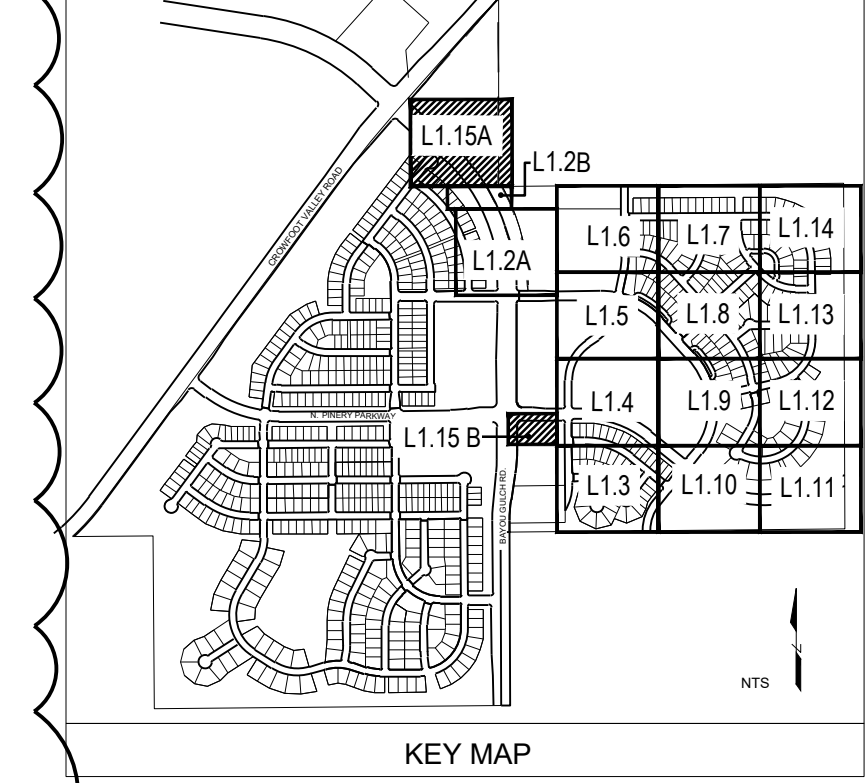 L1.15A
L1.2B
CROWFOOT VALLEY ROAD
L1.2A
L1.6
L1.7
L1.14
L1.5
L1.8
L1.13
L1.4
L1.9
L1.12
N. PINERY PARKWAY
L1.15 B
BAYOU GULCH RD.
L1.3
L1.10
L1.11
NTS
Z
KEY MAP